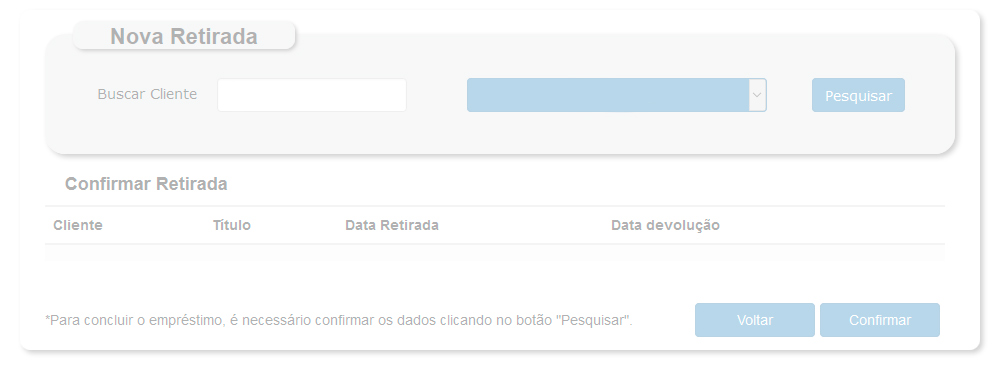 Nova Retirada
Buscar Cliente Pesquisar
Confirmar Retirada
Cliente Título Data Retirada Data devolução
*Para concluir o empréstimo, é necessário confirmar os dados clicando no botão "Pesquisar". Voltar Confirmar